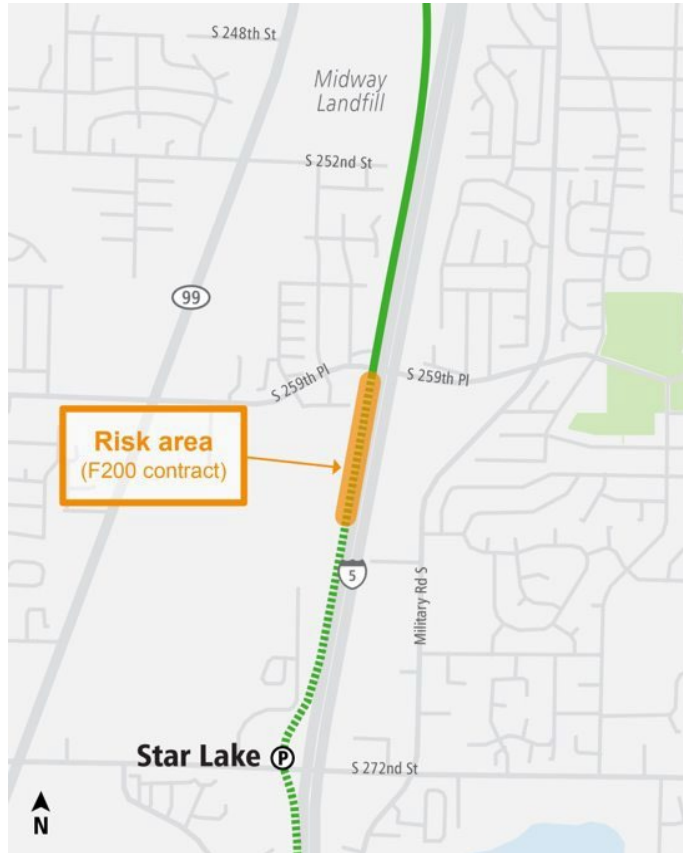 S 248th St
Midway
Landfill
S 252nd St
99
S 259th Pl
S 259th Pl
Risk area
(F200 contract)
5
Military Rd S
Star Lake P
S 272nd St
N